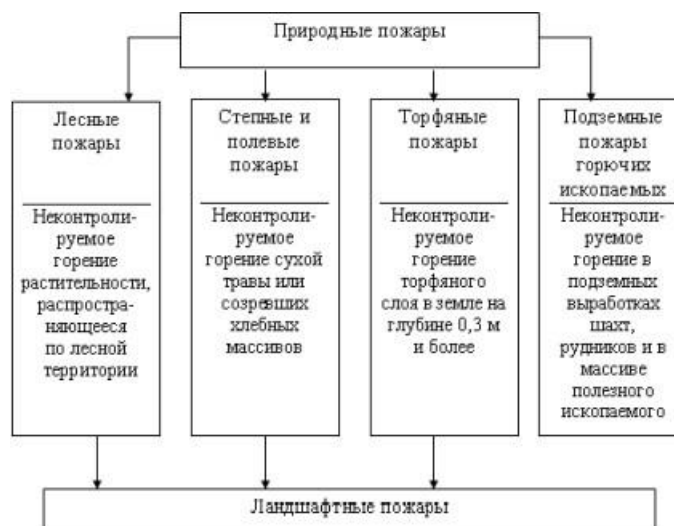 Природные пожары
Лесные
пожары
Неконтроли-
руемое
горение
растительности,
распростра-
няющееся
по лесной
территории
Степные и
полевые
пожары
Неконтроли-
руемое
горение сухой
травы или
созревших
хлебных
массивов
Торфяные
пожары
Неконтроли-
руемое
горение
торфяного
слоя в земле на
глубине 0,3 м
и более
Подземные
пожары
горючих
ископаемых
Неконтроли-
руемое
горение в
подземных
выработках
шахт,
рудников и в
массиве
полезного
ископаемого
Ландшафтные пожары